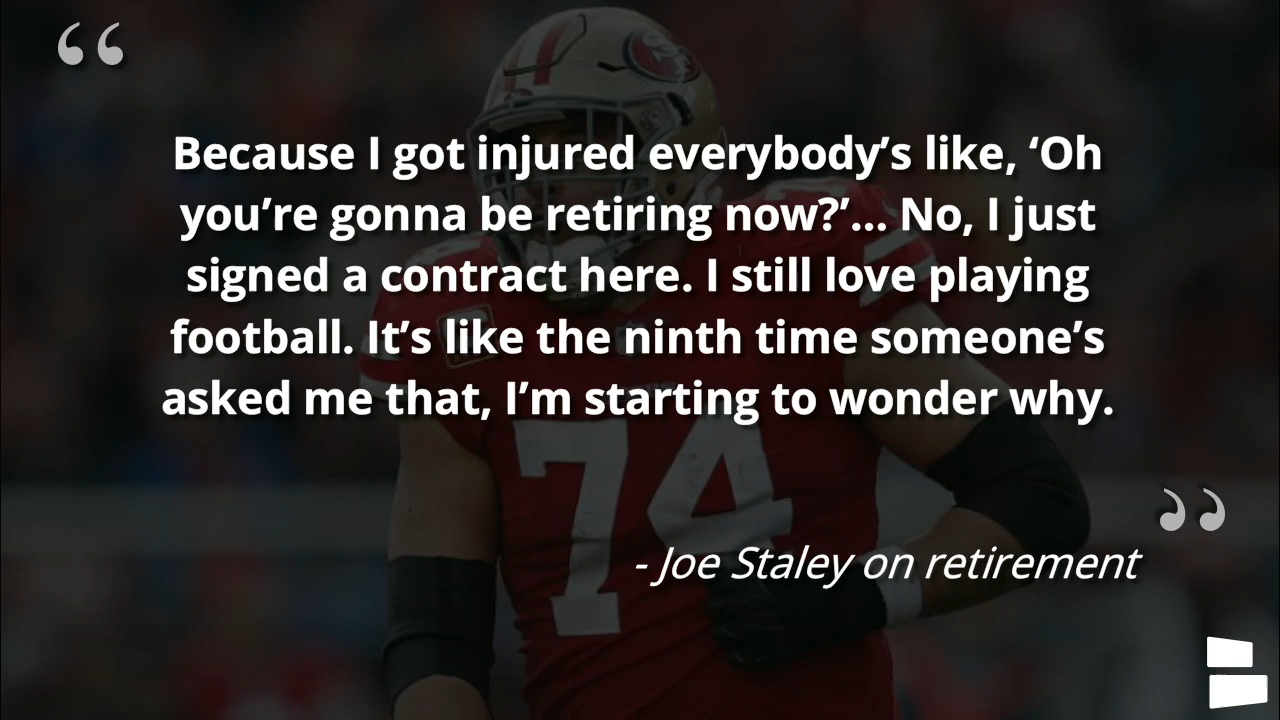 “
Because I got injured everybody’s like, ‘Oh
you’re gonna be retiring now?’... No, I just
signed a contract here. I still love playing
football. It’s like the ninth time someone’s
asked me that, I’m starting to wonder why.
”
- Joe Staley on retirement
74